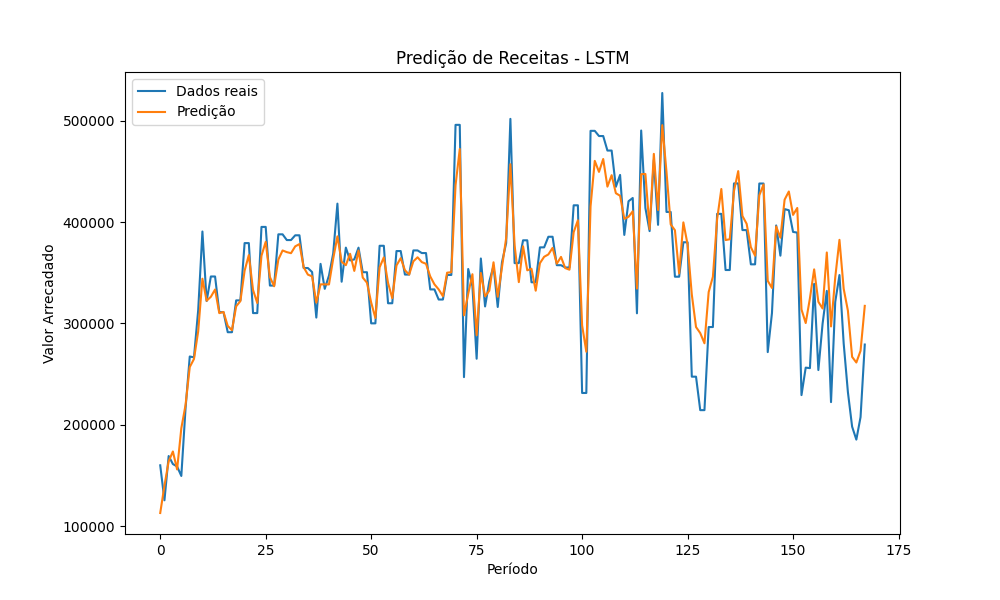 Predição de Receitas - LSTM
Dados reais
Predição
500000
400000
300000
200000
100000
Valor Arrecadado
0 25 50 75 100 125 150 175
Período